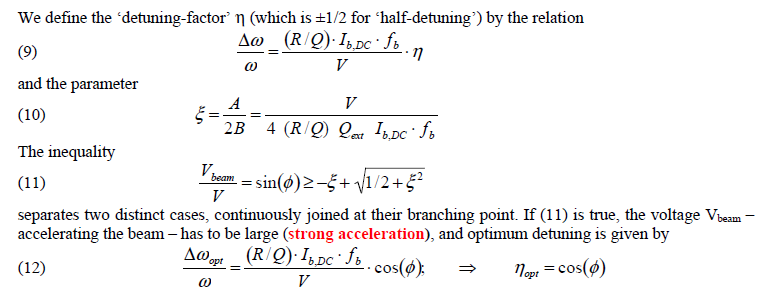 We define the ‘detuning-factor’ η (which is ±1/2 for ‘half-detuning’) by the relation
(9) Δω/ω = (R/Q)·I_b,DC·f_b/V · η
and the parameter
(10) ξ = A/2B = V/4 (R/Q) Q_ext I_b,DC·f_b
The inequality
(11) V_beam/V = sin(ϕ) ≥ −ξ + √1/2+ξ²
separates two distinct cases, continuously joined at their branching point. If (11) is true, the voltage V_beam –
accelerating the beam – has to be large (strong acceleration), and optimum detuning is given by
(12) Δω_opt/ω = (R/Q)·I_b,DC·f_b/V · cos(ϕ); ⇒ η_opt = cos(ϕ)